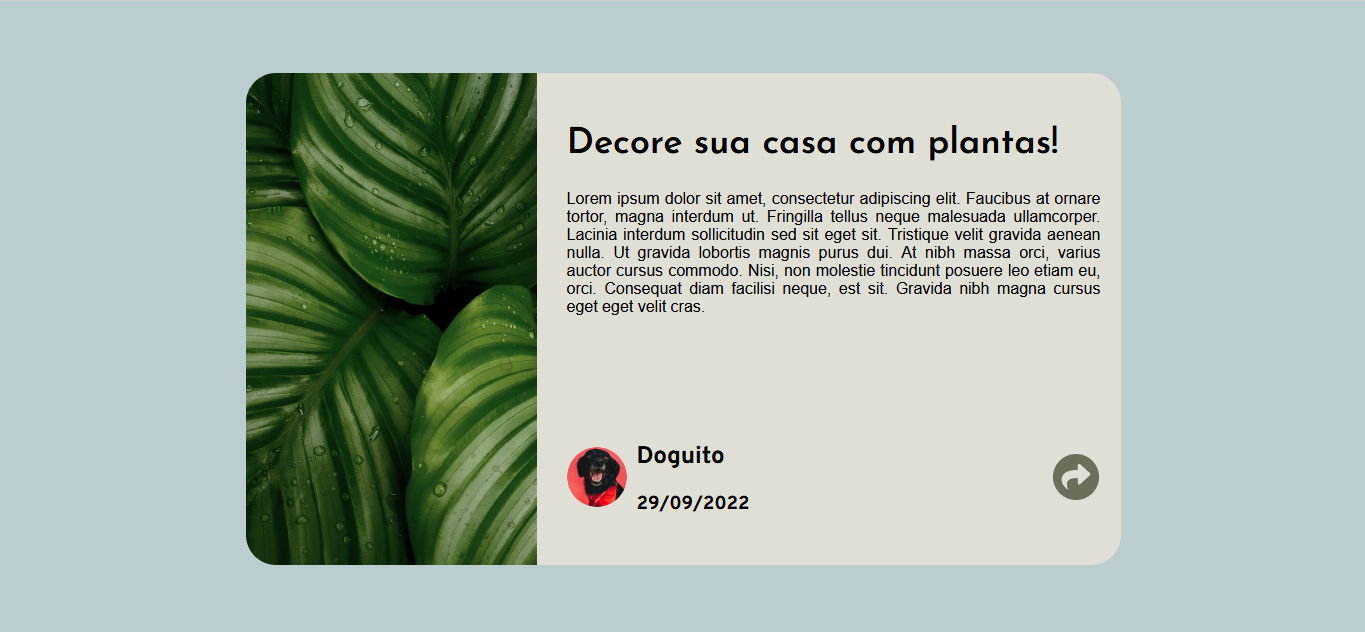 Decore sua casa com plantas!
Lorem ipsum dolor sit amet, consectetur adipiscing elit. Faucibus at ornare
tortor, magna interdum ut. Fringilla tellus neque malesuada ullamcorper.
Lacinia interdum sollicitudin sed sit eget sit. Tristique velit gravida aenean
nulla. Ut gravida lobortis magnis purus dui. At nibh massa orci, varius
auctor cursus commodo. Nisi, non molestie tincidunt posuere leo etiam eu,
orci. Consequat diam facilisi neque, est sit. Gravida nibh magna cursus
eget eget velit cras.
Doguito
29/09/2022